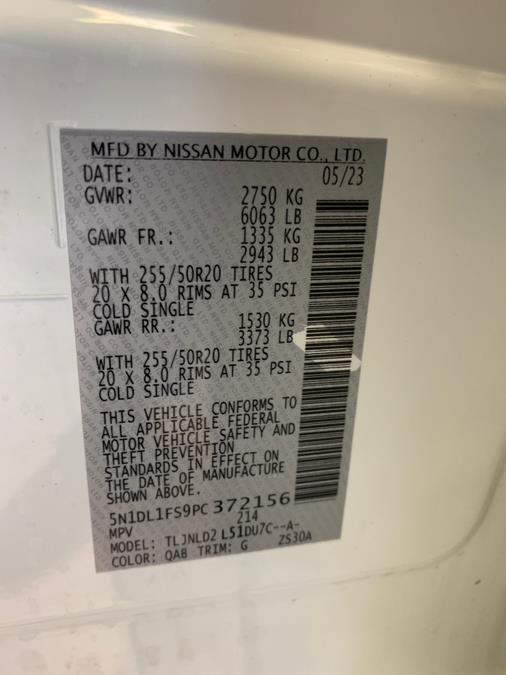 MFD BY NISSAN MOTOR CO., LTD.
DATE: 05/23
GVWR: 2750 KG
6063 LB
GAWR FR.: 1335 KG
2943 LB
WITH 255/50R20 TIRES
20 X 8.0 RIMS AT 35 PSI
COLD SINGLE
GAWR RR.: 1530 KG
3373 LB
WITH 255/50R20 TIRES
20 X 8.0 RIMS AT 35 PSI
COLD SINGLE
THIS VEHICLE CONFORMS TO
ALL APPLICABLE FEDERAL
MOTOR VEHICLE SAFETY AND
THEFT PREVENTION
STANDARDS IN EFFECT ON
THE DATE OF MANUFACTURE
SHOWN ABOVE.
5N1DL1FS9PC 372156
MPV 214
MODEL: TLJNLD2 L51DU7C--A-
COLOR: QAB TRIM: G ZS30A